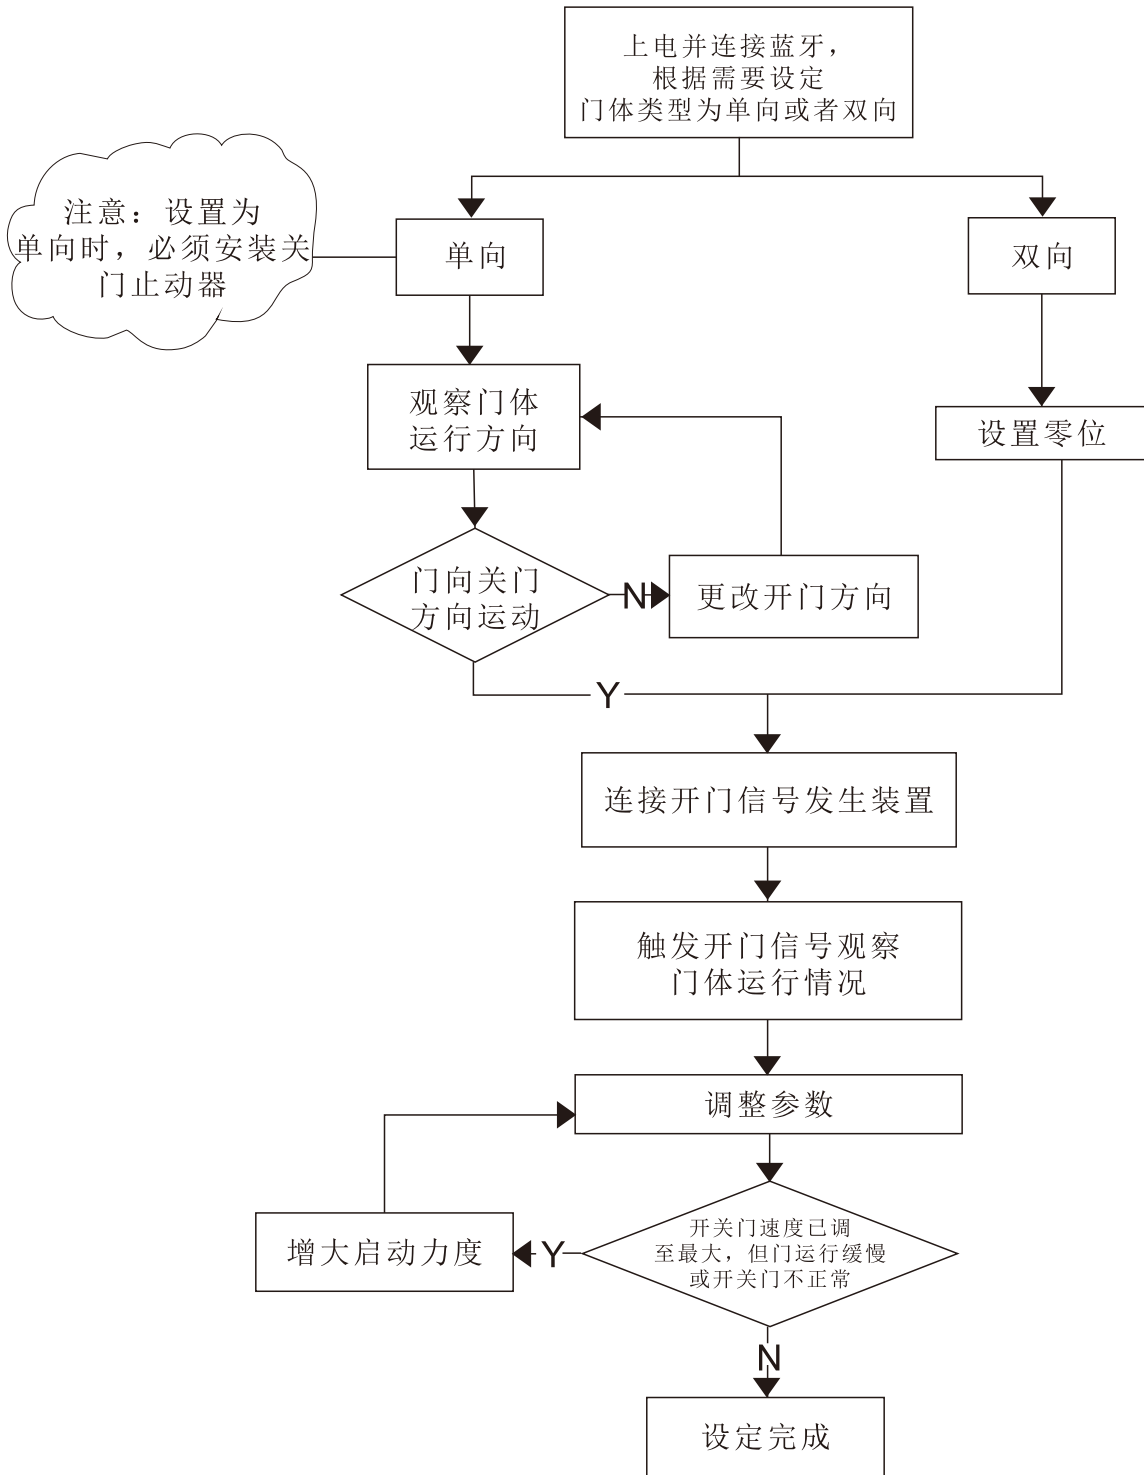 上电并连接蓝牙，
根据需要设定
门体类型为单向或者双向
注意：设置为
单向时，必须安装关
门止动器
单向
双向
观察门体
运行方向
设置零位
门向关门
方向运动
N
更改开门方向
Y
连接开门信号发生装置
触发开门信号观察
门体运行情况
调整参数
开关门速度已调
至最大，但门运行缓慢
或开关门不正常
Y
增大启动力度
N
设定完成